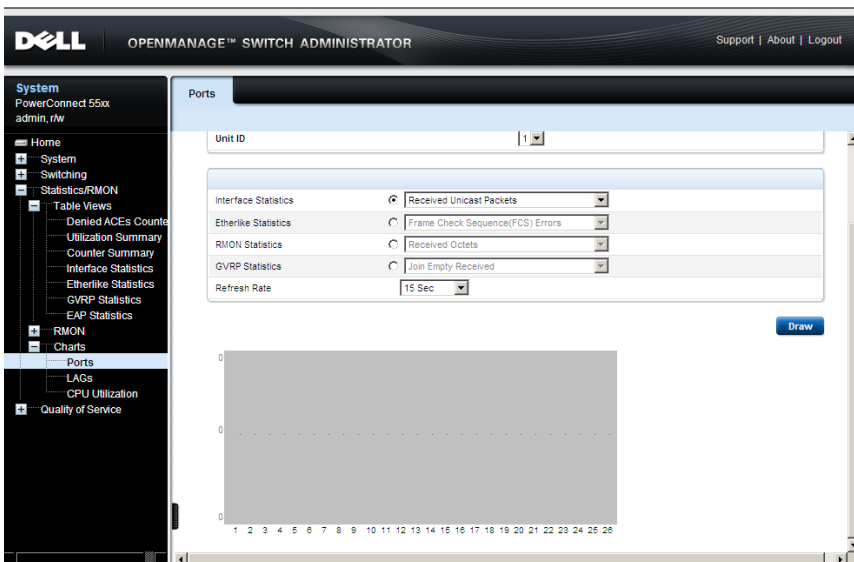 DELL
OPENMANAGE™ SWITCH ADMINISTRATOR
Support | About | Logout
System
PowerConnect 55xx
admin, r/w
Home
System
Switching
Statistics/RMON
Table Views
Denied ACEs Counte
Utilization Summary
Counter Summary
Interface Statistics
Etherlike Statistics
GVRP Statistics
EAP Statistics
RMON
Charts
Ports
LAGs
CPU Utilization
Quality of Service
Ports
Unit ID 1
Interface Statistics Received Unicast Packets
Etherlike Statistics Frame Check Sequence(FCS) Errors
RMON Statistics Received Octets
GVRP Statistics Join Empty Received
Refresh Rate 15 Sec
Draw
0
0
0
1 2 3 4 5 6 7 8 9 10 11 12 13 14 15 16 17 18 19 20 21 22 23 24 25 26